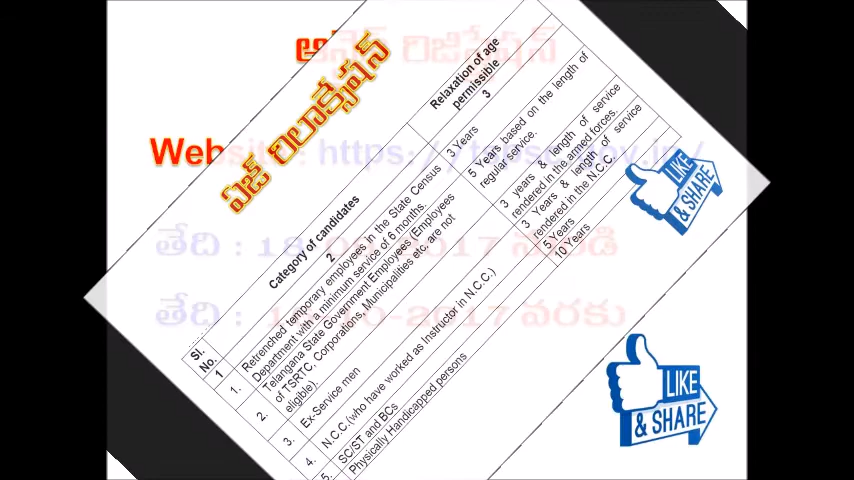 ఏజ్ రిలాక్సేషన్
Sl. No.
Category of candidates
Relaxation of age permissible
1
2
3
1.
Retrenched temporary employees in the State Census
Department with a minimum service of 6 months.
3 Years
2.
Telangana State Government Employees (Employees
of TSRTC, Corporations, Municipalities etc. are not
eligible).
5 Years based on the length of
regular service.
3.
Ex-Service men
3 years & length of service
rendered in the armed forces.
4.
N.C.C.(who have worked as Instructor in N.C.C.)
3 Years & length of service
rendered in the N.C.C.
5.
SC/ST and BCs
5 Years
Physically Handicapped persons
10 Years
LIKE
& SHARE
LIKE
& SHARE